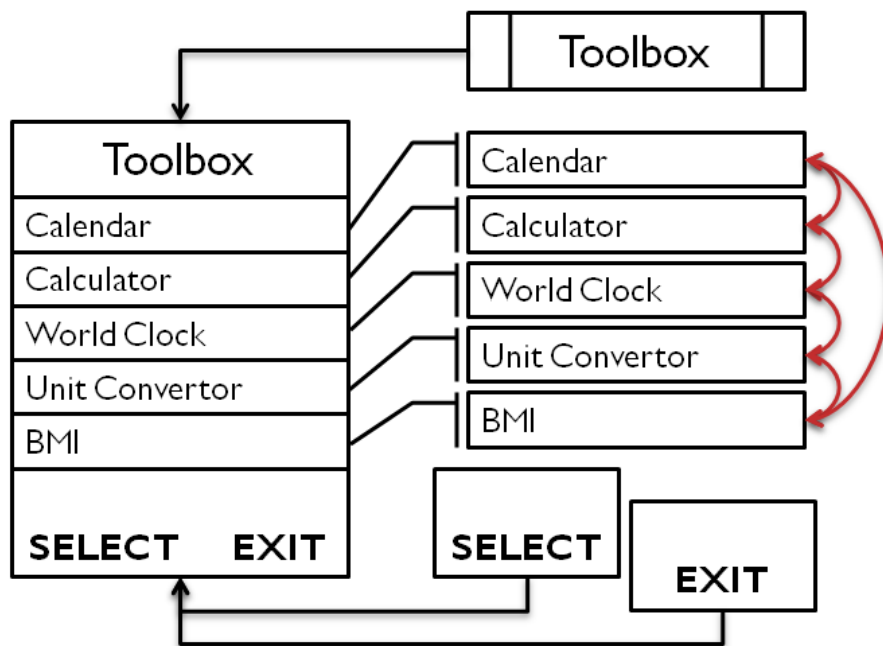 Toolbox
Toolbox
Calendar
Calculator
World Clock
Unit Convertor
BMI
SELECT EXIT
Calendar
Calculator
World Clock
Unit Convertor
BMI
SELECT
EXIT